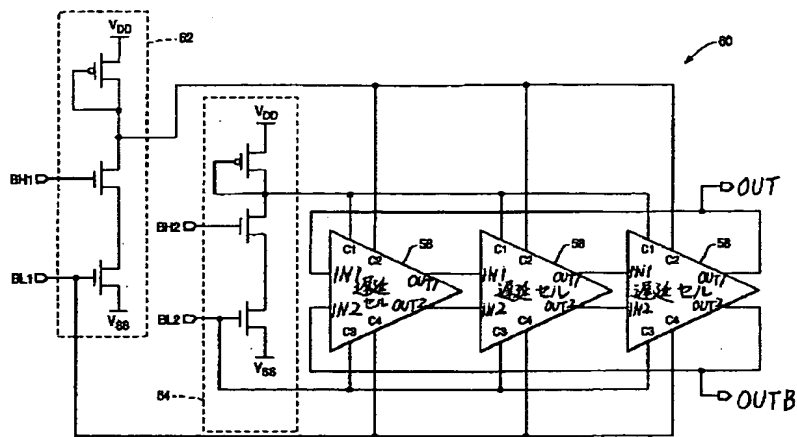 VDD
62
60
VDD
BH1
OUT
BH2
C1 C2 58
C1 C2 58
C1 C2 58
IN1 OUT1
IN1 OUT1
IN1 OUT1
遅延セル
遅延セル
遅延セル
IN2 OUT2
IN2 OUT2
IN2 OUT2
BL1
BL2
C3 C4
C3 C4
C3 C4
VSS
VSS
64
OUTB